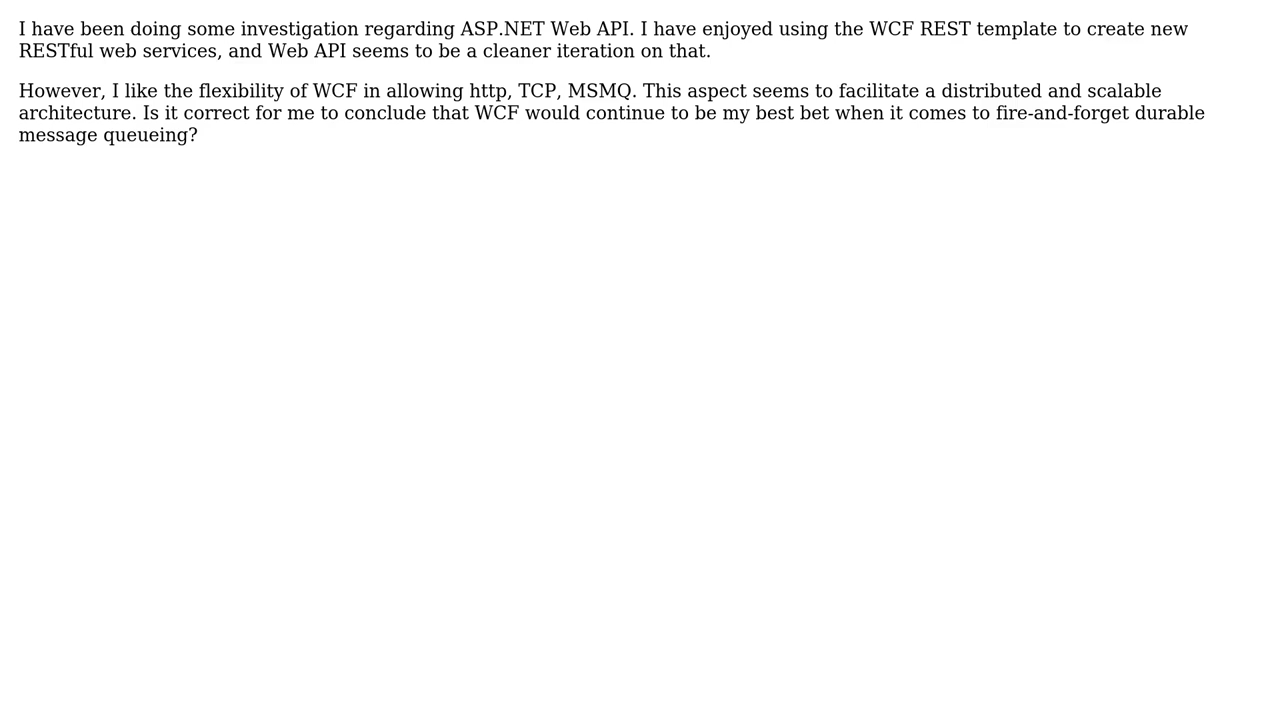 I have been doing some investigation regarding ASP.NET Web API. I have enjoyed using the WCF REST template to create new
RESTful web services, and Web API seems to be a cleaner iteration on that.
However, I like the flexibility of WCF in allowing http, TCP, MSMQ. This aspect seems to facilitate a distributed and scalable
architecture. Is it correct for me to conclude that WCF would continue to be my best bet when it comes to fire-and-forget durable
message queueing?